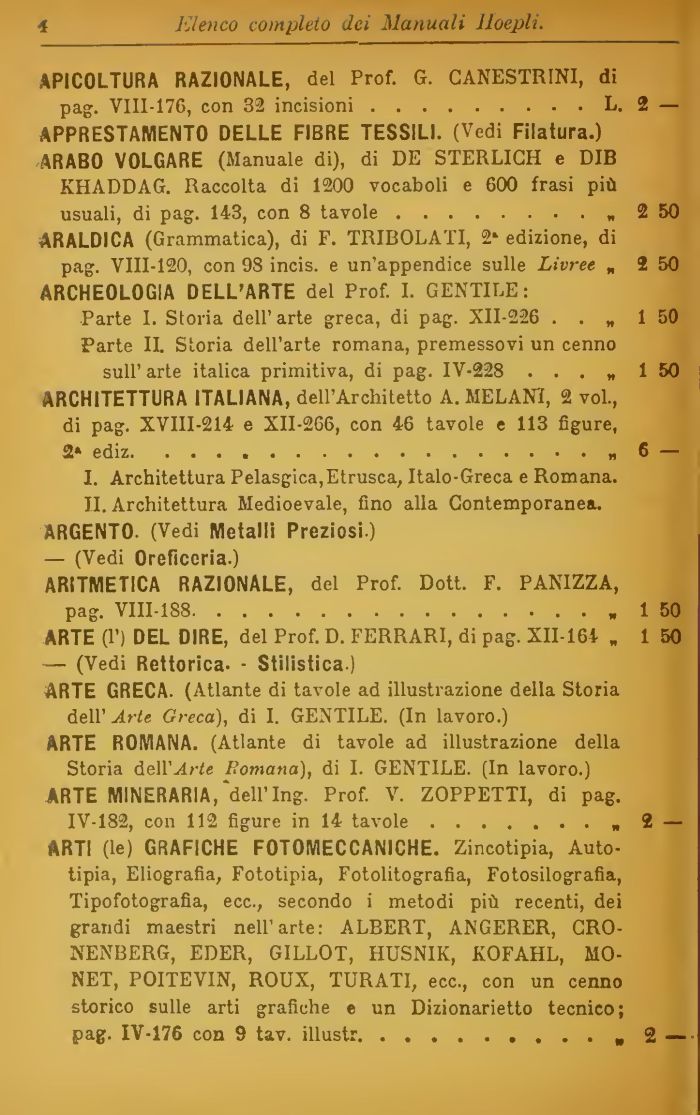 4 Elenco completo dei Manuali Hoepli.
APICOLTURA RAZIONALE, del Prof. G. CANESTRINI, di
pag. VIII-176, con 32 incisioni . . . . . . . . . L. 2 —
APPRESTAMENTO DELLE FIBRE TESSILI. (Vedi Filatura.)
ARABO VOLGARE (Manuale di), di DE STERLICH e DIB
KHADDAG. Raccolta di 1200 vocaboli e 600 frasi più
usuali, di pag. 143, con 8 tavole . . . . . . . . „ 2 50
ARALDICA (Grammatica), di F. TRIBOLATI, 2ª edizione, di
pag. VIII-120, con 98 incis. e un'appendice sulle Livree „ 2 50
ARCHEOLOGIA DELL'ARTE del Prof. I. GENTILE:
Parte I. Storia dell'arte greca, di pag. XII-226 . . „ 1 50
Parte II. Storia dell'arte romana, premessovi un cenno
sull'arte italica primitiva, di pag. IV-228 . . . . „ 1 50
ARCHITETTURA ITALIANA, dell'Architetto A. MELANI, 2 vol.,
di pag. XVIII-214 e XII-266, con 46 tavole e 113 figure,
2ª ediz. . . . . . . . . . . . . . . . . . „ 6 —
I. Architettura Pelasgica, Etrusca, Italo-Greca e Romana.
II. Architettura Medioevale, fino alla Contemporanea.
ARGENTO. (Vedi Metalli Preziosi.)
— (Vedi Oreficeria.)
ARITMETICA RAZIONALE, del Prof. Dott. F. PANIZZA,
pag. VIII-188. . . . . . . . . . . . . . . . „ 1 50
ARTE (l') DEL DIRE, del Prof. D. FERRARI, di pag. XII-164 „ 1 50
— (Vedi Rettorica. - Stilistica.)
ARTE GRECA. (Atlante di tavole ad illustrazione della Storia
dell'Arte Greca), di I. GENTILE. (In lavoro.)
ARTE ROMANA. (Atlante di tavole ad illustrazione della
Storia dell'Arte Romana), di I. GENTILE. (In lavoro.)
ARTE MINERARIA, dell'Ing. Prof. V. ZOPPETTI, di pag.
IV-182, con 112 figure in 14 tavole . . . . . . . „ 2 —
ARTI (le) GRAFICHE FOTOMECCANICHE. Zincotipia, Auto-
tipia, Eliografia, Fototipia, Fotolitografia, Fotosilografia,
Tipofotografia, ecc., secondo i metodi più recenti, dei
grandi maestri nell'arte: ALBERT, ANGERER, CRO-
NENBERG, EDER, GILLOT, HUSNIK, KOFAHL, MO-
NET, POITEVIN, ROUX, TURATI, ecc., con un cenno
storico sulle arti grafiche e un Dizionarietto tecnico;
pag. IV-176 con 9 tav. illustr. . . . . . . . . . „ 2 —